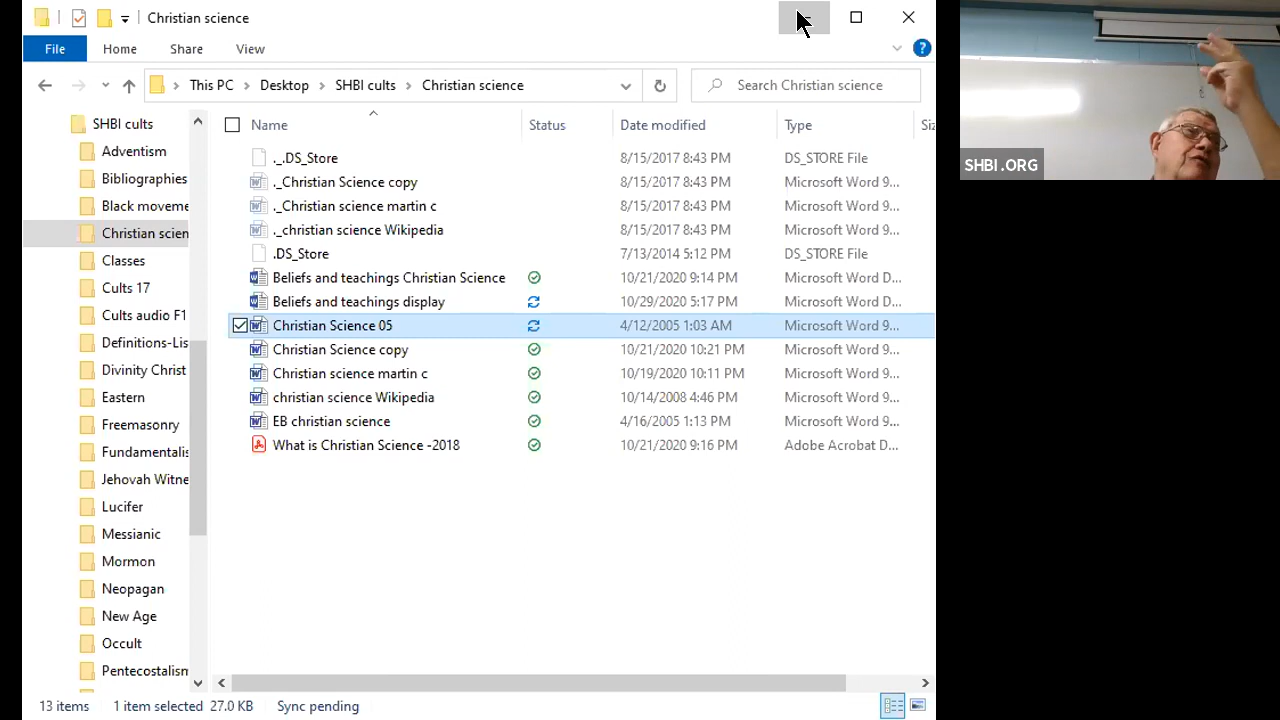 Christian science
File Home Share View
This PC Desktop SHBI cults Christian science Search Christian science
SHBI cults
Adventism
Bibliographies
Black moveme
Christian scien
Classes
Cults 17
Cults audio F1
Definitions-Lis
Divinity Christ
Eastern
Freemasonry
Fundamentalis
Jehovah Witne
Lucifer
Messianic
Mormon
Neopagan
New Age
Occult
Pentecostalism
Name Status Date modified Type Siz
._.DS_Store 8/15/2017 8:43 PM DS_STORE File
._Christian Science copy 8/15/2017 8:43 PM Microsoft Word 9...
._Christian science martin c 8/15/2017 8:43 PM Microsoft Word 9...
._christian science Wikipedia 8/15/2017 8:43 PM Microsoft Word 9...
.DS_Store 7/13/2014 5:12 PM DS_STORE File
Beliefs and teachings Christian Science 10/21/2020 9:14 PM Microsoft Word D...
Beliefs and teachings display 10/29/2020 5:17 PM Microsoft Word D...
Christian Science 05 4/12/2005 1:03 AM Microsoft Word 9...
Christian Science copy 10/21/2020 10:21 PM Microsoft Word 9...
Christian science martin c 10/19/2020 10:11 PM Microsoft Word 9...
christian science Wikipedia 10/14/2008 4:46 PM Microsoft Word 9...
EB christian science 4/16/2005 1:13 PM Microsoft Word 9...
What is Christian Science -2018 10/21/2020 9:16 PM Adobe Acrobat D...
13 items 1 item selected 27.0 KB Sync pending
SHBI.ORG